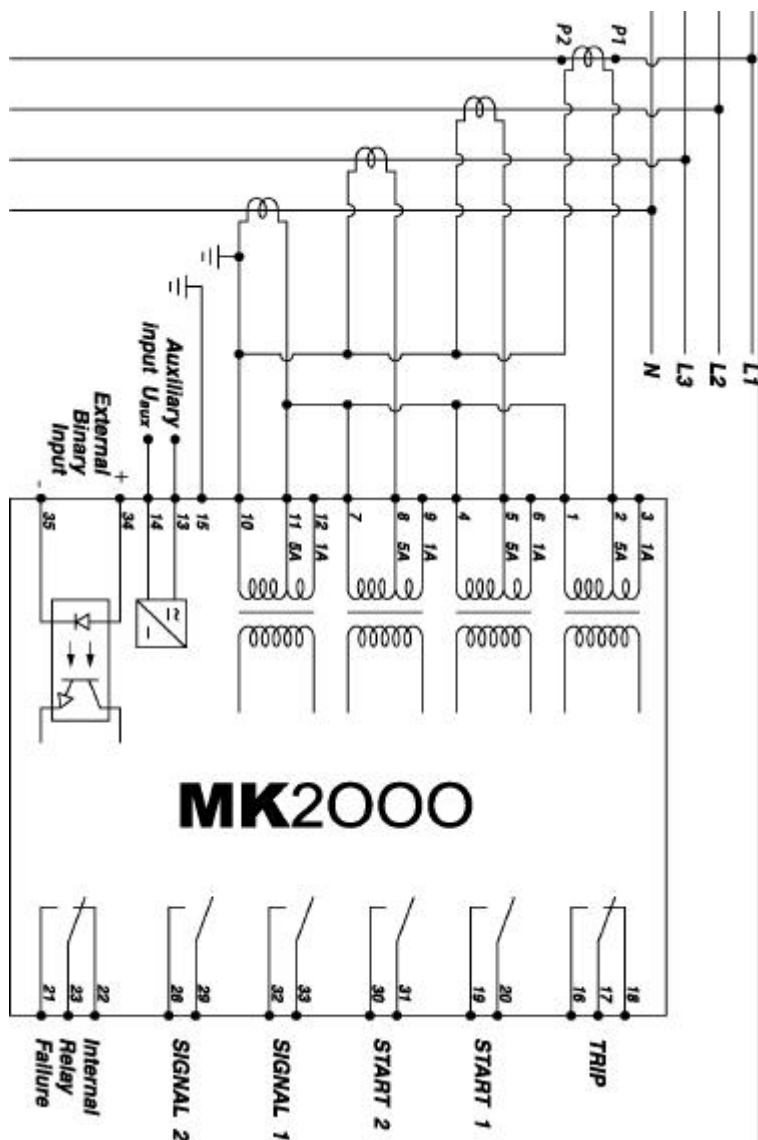 P2
P1
N
L3
L2
L1
Auxiliary
Input Uaux
External
Binary
Input
-
+
35
34
14
13
15
10
11
12
7
8
9
4
5
6
1
2
3
5A
1A
5A
1A
5A
1A
5A
1A
MK2000
21
23
22
28
29
32
33
30
31
19
20
16
17
18
Internal
Relay
Failure
SIGNAL 2
SIGNAL 1
START 2
START 1
TRIP